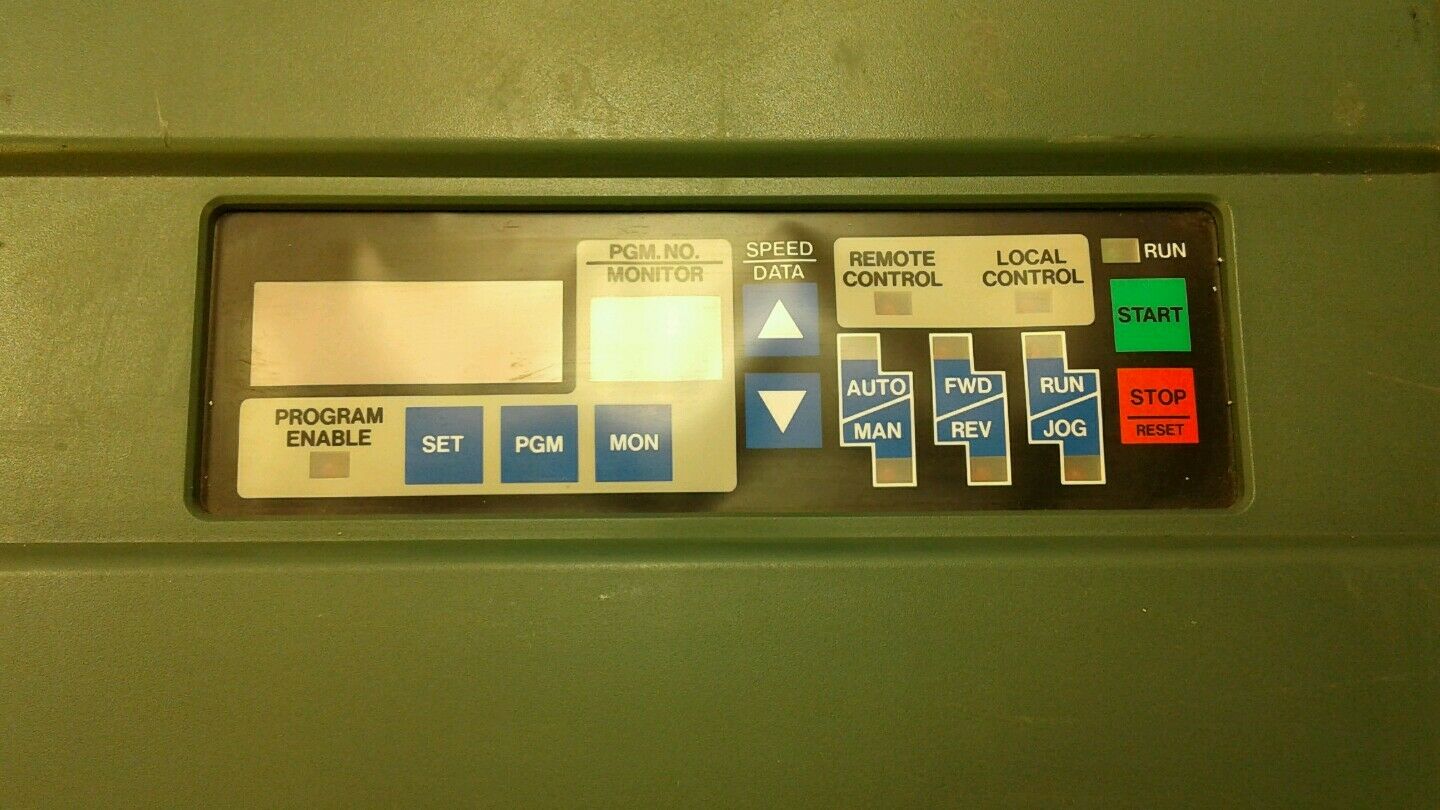 PGM. NO.
MONITOR
SPEED
DATA
REMOTE
CONTROL
LOCAL
CONTROL
RUN
START
AUTO
MAN
FWD
REV
RUN
JOG
STOP
RESET
PROGRAM
ENABLE
SET
PGM
MON